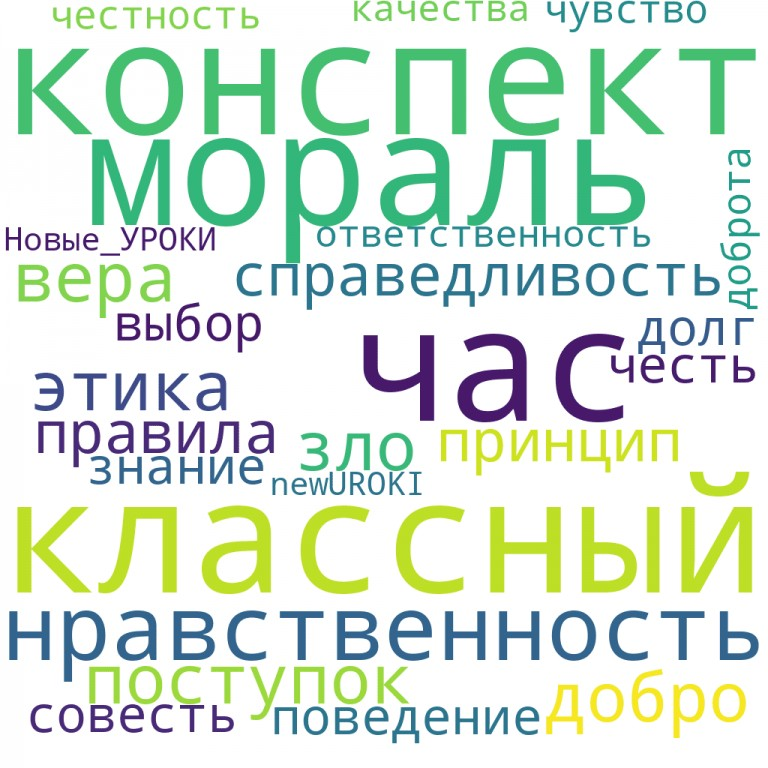 честность качества чувство
конспект
мораль
доброта
Новые_УРОКИ ответственность
вера справедливость
выбор долг
час
честь
этика
правила зло принцип
знание newUROKI
классный
нравственность
поступок добро
совесть поведение